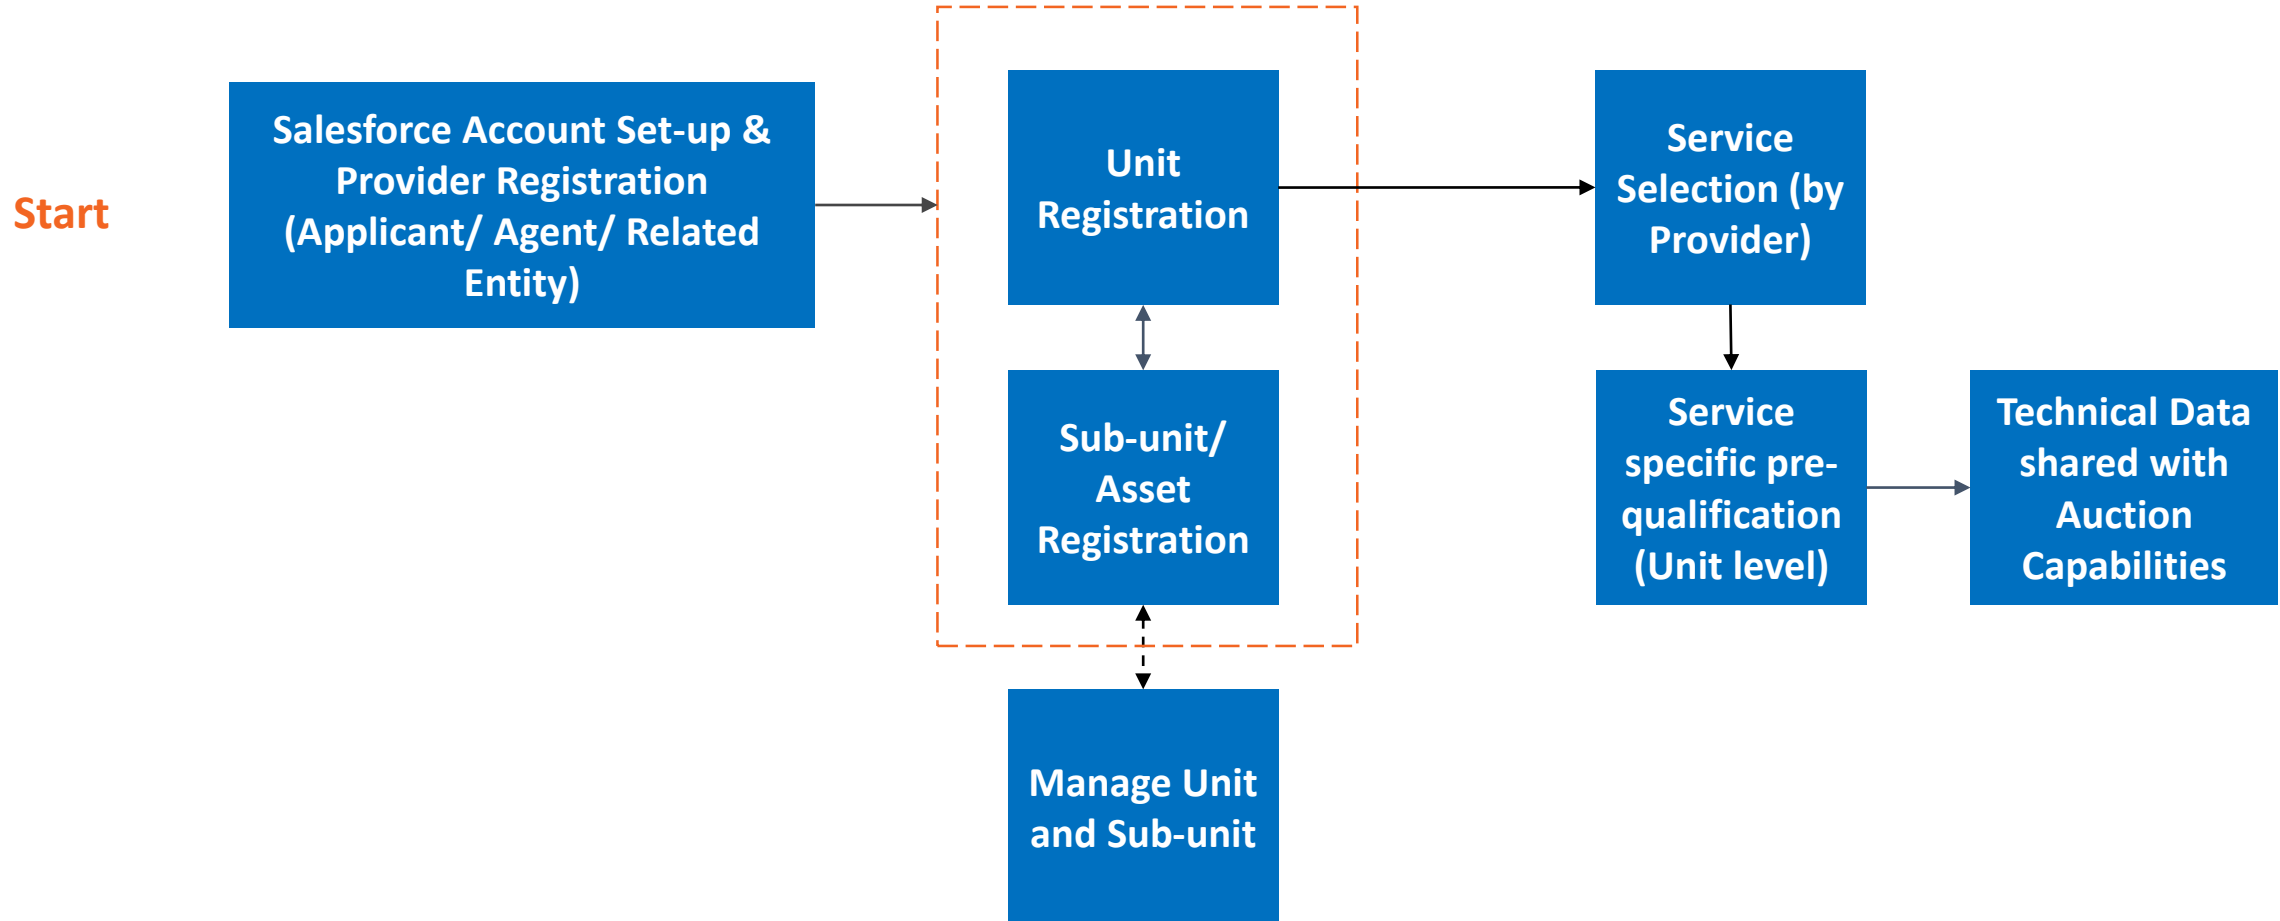 Start
Salesforce Account Set-up &
Provider Registration
(Applicant/ Agent/ Related
Entity)
Unit
Registration
Sub-unit/
Asset
Registration
Manage Unit
and Sub-unit
Service
Selection (by
Provider)
Service
specific pre-
qualification
(Unit level)
Technical Data
shared with
Auction
Capabilities